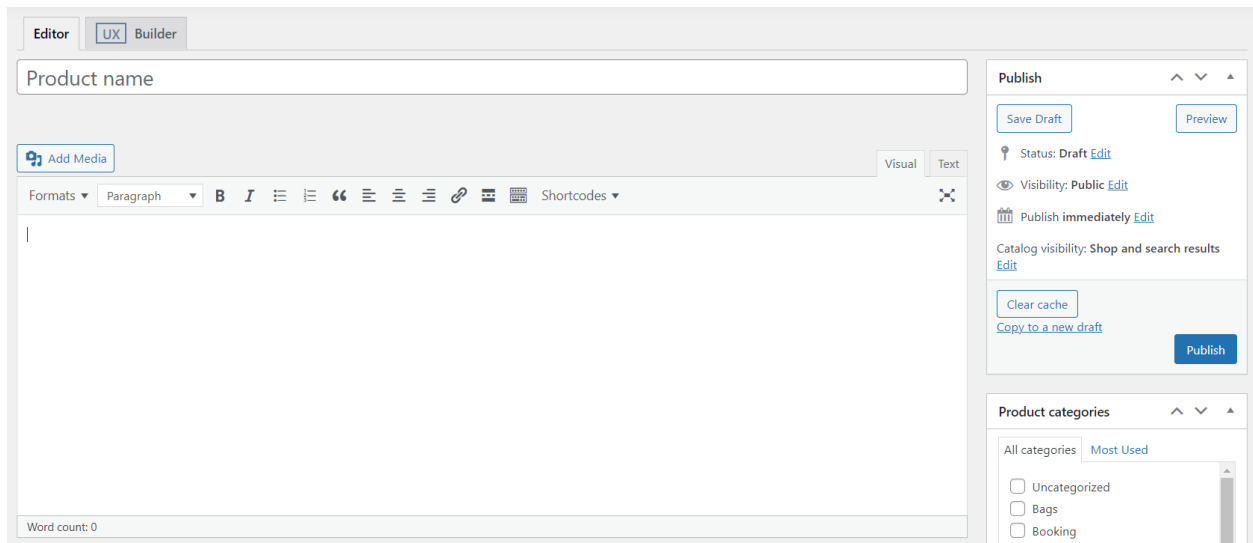 Editor
UX Builder
Product name
Add Media
Visual Text
Formats Paragraph B I Shortcodes
Word count: 0
Publish
Save Draft Preview
Status: Draft Edit
Visibility: Public Edit
Publish immediately Edit
Catalog visibility: Shop and search results
Edit
Clear cache
Copy to a new draft
Publish
Product categories
All categories Most Used
Uncategorized
Bags
Booking